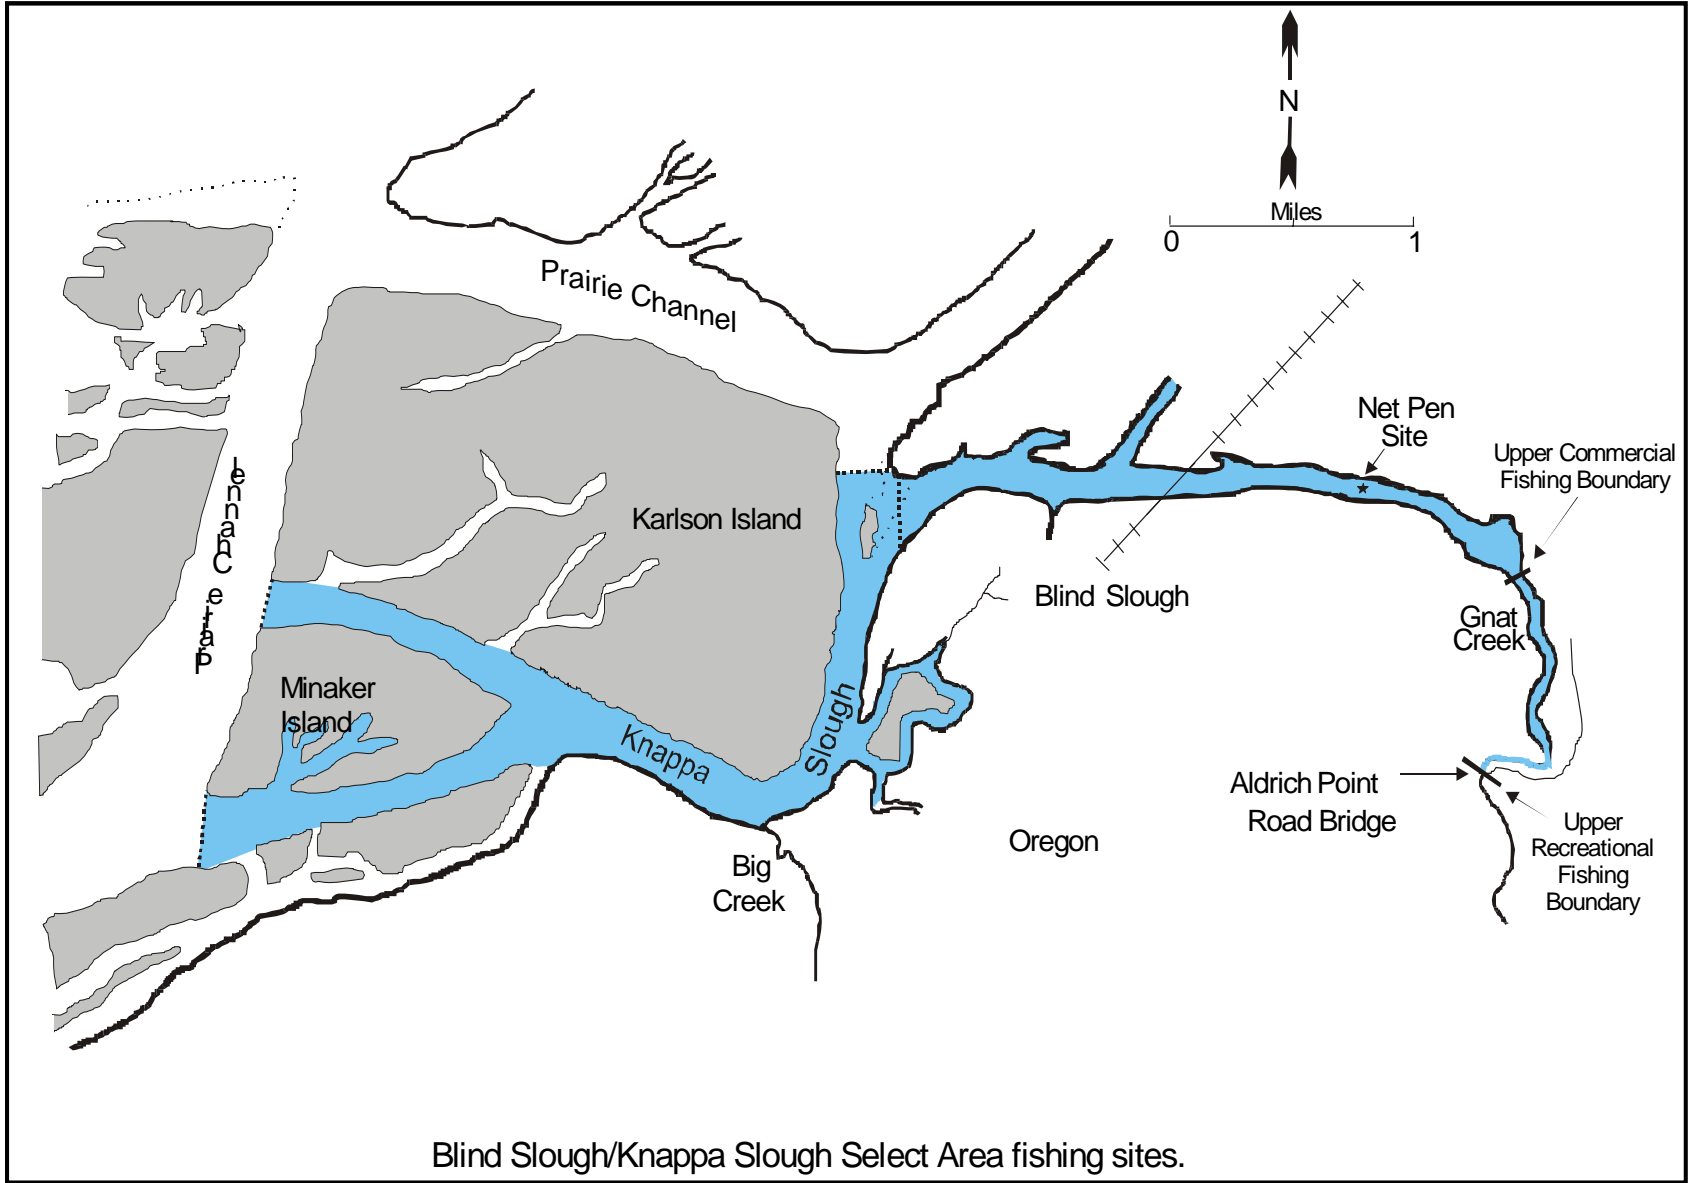 N
Miles
0 1
Prairie Channel
Net Pen
Site
Upper Commercial
Fishing Boundary
Prairie Channel
Karlson Island
Blind Slough
Gnat
Creek
Minaker
Island
Knappa
Slough
Aldrich Point
Road Bridge
Upper
Recreational
Fishing
Boundary
Oregon
Big
Creek
Blind Slough/Knappa Slough Select Area fishing sites.